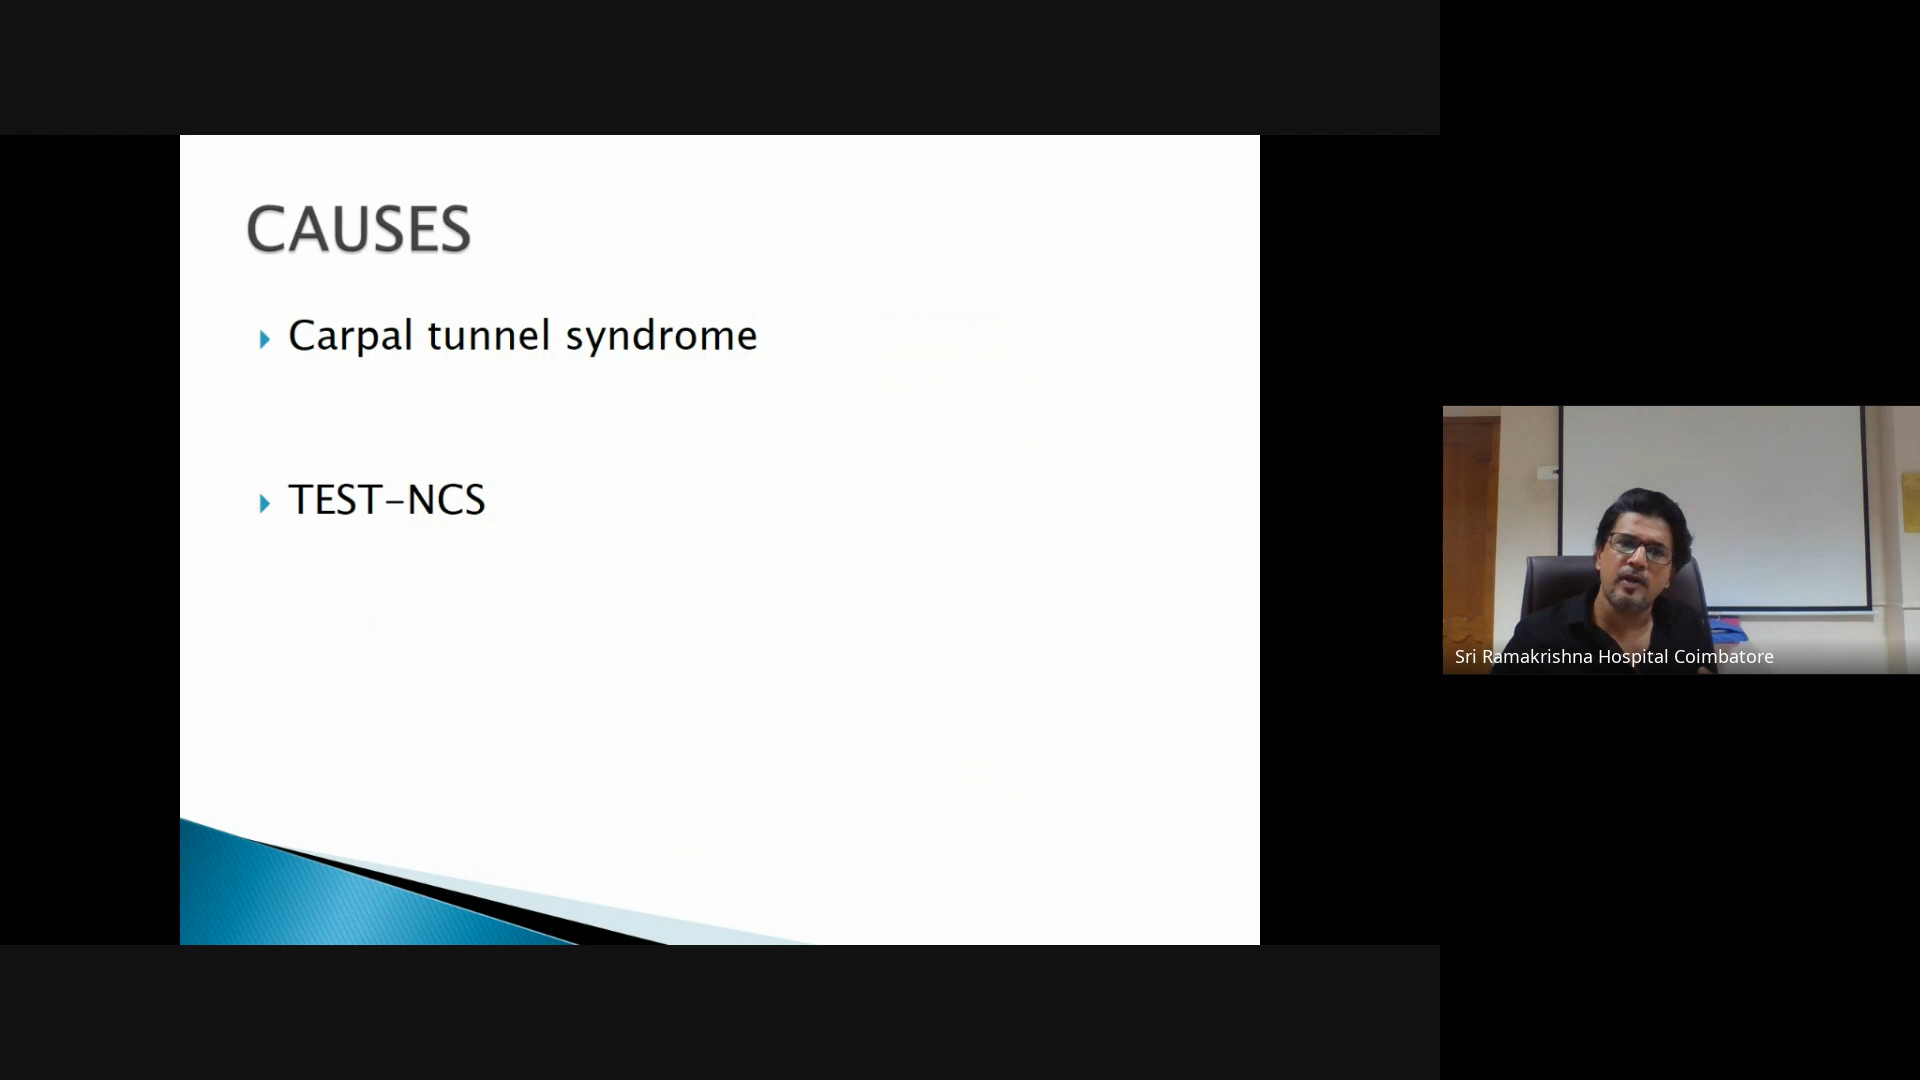 CAUSES
Carpal tunnel syndrome
TEST-NCS
Sri Ramakrishna Hospital Coimbatore